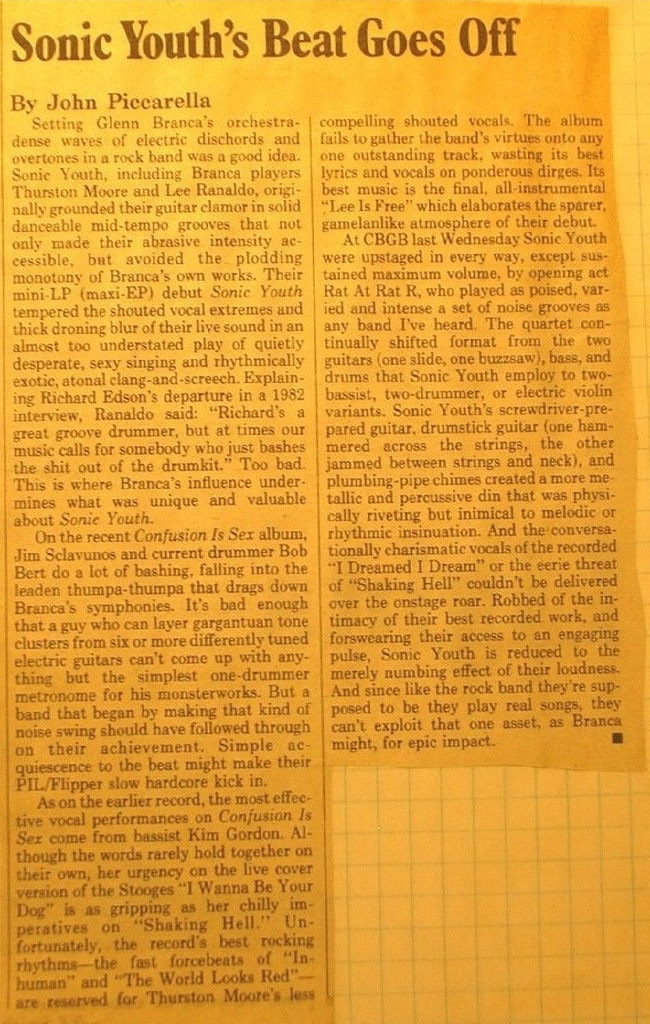 Sonic Youth's Beat Goes Off
By John Piccarella
Setting Glenn Branca's orchestra-
dense waves of electric dischords and
overtones in a rock band was a good idea.
Sonic Youth, including Branca players
Thurston Moore and Lee Ranaldo, origi-
nally grounded their guitar clamor in solid
danceable mid-tempo grooves that not
only made their abrasive intensity ac-
cessible, but avoided the plodding
monotony of Branca's own works. Their
mini-LP (maxi-EP) debut Sonic Youth
tempered the shouted vocal extremes and
thick droning blur of their live sound in an
almost too understated play of quietly
desperate, sexy singing and rhythmically
exotic, atonal clang-and-screech. Explain-
ing Richard Edson's departure in a 1982
interview, Ranaldo said: "Richard's a
great groove drummer, but at times our
music calls for somebody who just bashes
the shit out of the drumkit." Too bad.
This is where Branca's influence under-
mines what was unique and valuable
about Sonic Youth.
On the recent Confusion Is Sex album,
Jim Sclavunos and current drummer Bob
Bert do a lot of bashing, falling into the
leaden thumpa-thumpa that drags down
Branca's symphonies. It's bad enough
that a guy who can layer gargantuan tone
clusters from six or more differently tuned
electric guitars can't come up with any-
thing but the simplest one-drummer
metronome for his monsterworks. But a
band that began by making that kind of
noise swing should have followed through
on their achievement. Simple ac-
quiescence to the beat might make their
PIL/Flipper slow hardcore kick in.
As on the earlier record, the most effec-
tive vocal performances on Confusion Is
Sex come from bassist Kim Gordon. Al-
though the words rarely hold together on
their own, her urgency on the live cover
version of the Stooges "I Wanna Be Your
Dog" is as gripping as her chilly im-
peratives on "Shaking Hell." Un-
fortunately, the record's best rocking
rhythms—the fast forcebeats of "In-
human" and "The World Looks Red"—
are reserved for Thurston Moore's less
compelling shouted vocals. The album
fails to gather the band's virtues onto any
one outstanding track, wasting its best
lyrics and vocals on ponderous dirges. Its
best music is the final, all-instrumental
"Lee Is Free" which elaborates the sparer,
gamelanlike atmosphere of their debut.
At CBGB last Wednesday Sonic Youth
were upstaged in every way, except sus-
tained maximum volume, by opening act
Rat At Rat R, who played as poised, var-
ied and intense a set of noise grooves as
any band I've heard. The quartet con-
tinually shifted format from the two
guitars (one slide, one buzzsaw), bass, and
drums that Sonic Youth employ to two-
bassist, two-drummer, or electric violin
variants. Sonic Youth's screwdriver-pre-
pared guitar, drumstick guitar (one ham-
mered across the strings, the other
jammed between strings and neck), and
plumbing-pipe chimes created a more me-
tallic and percussive din that was physi-
cally riveting but inimical to melodic or
rhythmic insinuation. And the conversa-
tionally charismatic vocals of the recorded
"I Dreamed I Dream" or the eerie threat
of "Shaking Hell" couldn't be delivered
over the onstage roar. Robbed of the in-
timacy of their best recorded work, and
forswearing their access to an engaging
pulse, Sonic Youth is reduced to the
merely numbing effect of their loudness.
And since like the rock band they're sup-
posed to be they play real songs, they
can't exploit that one asset, as Branca
might, for epic impact. ■